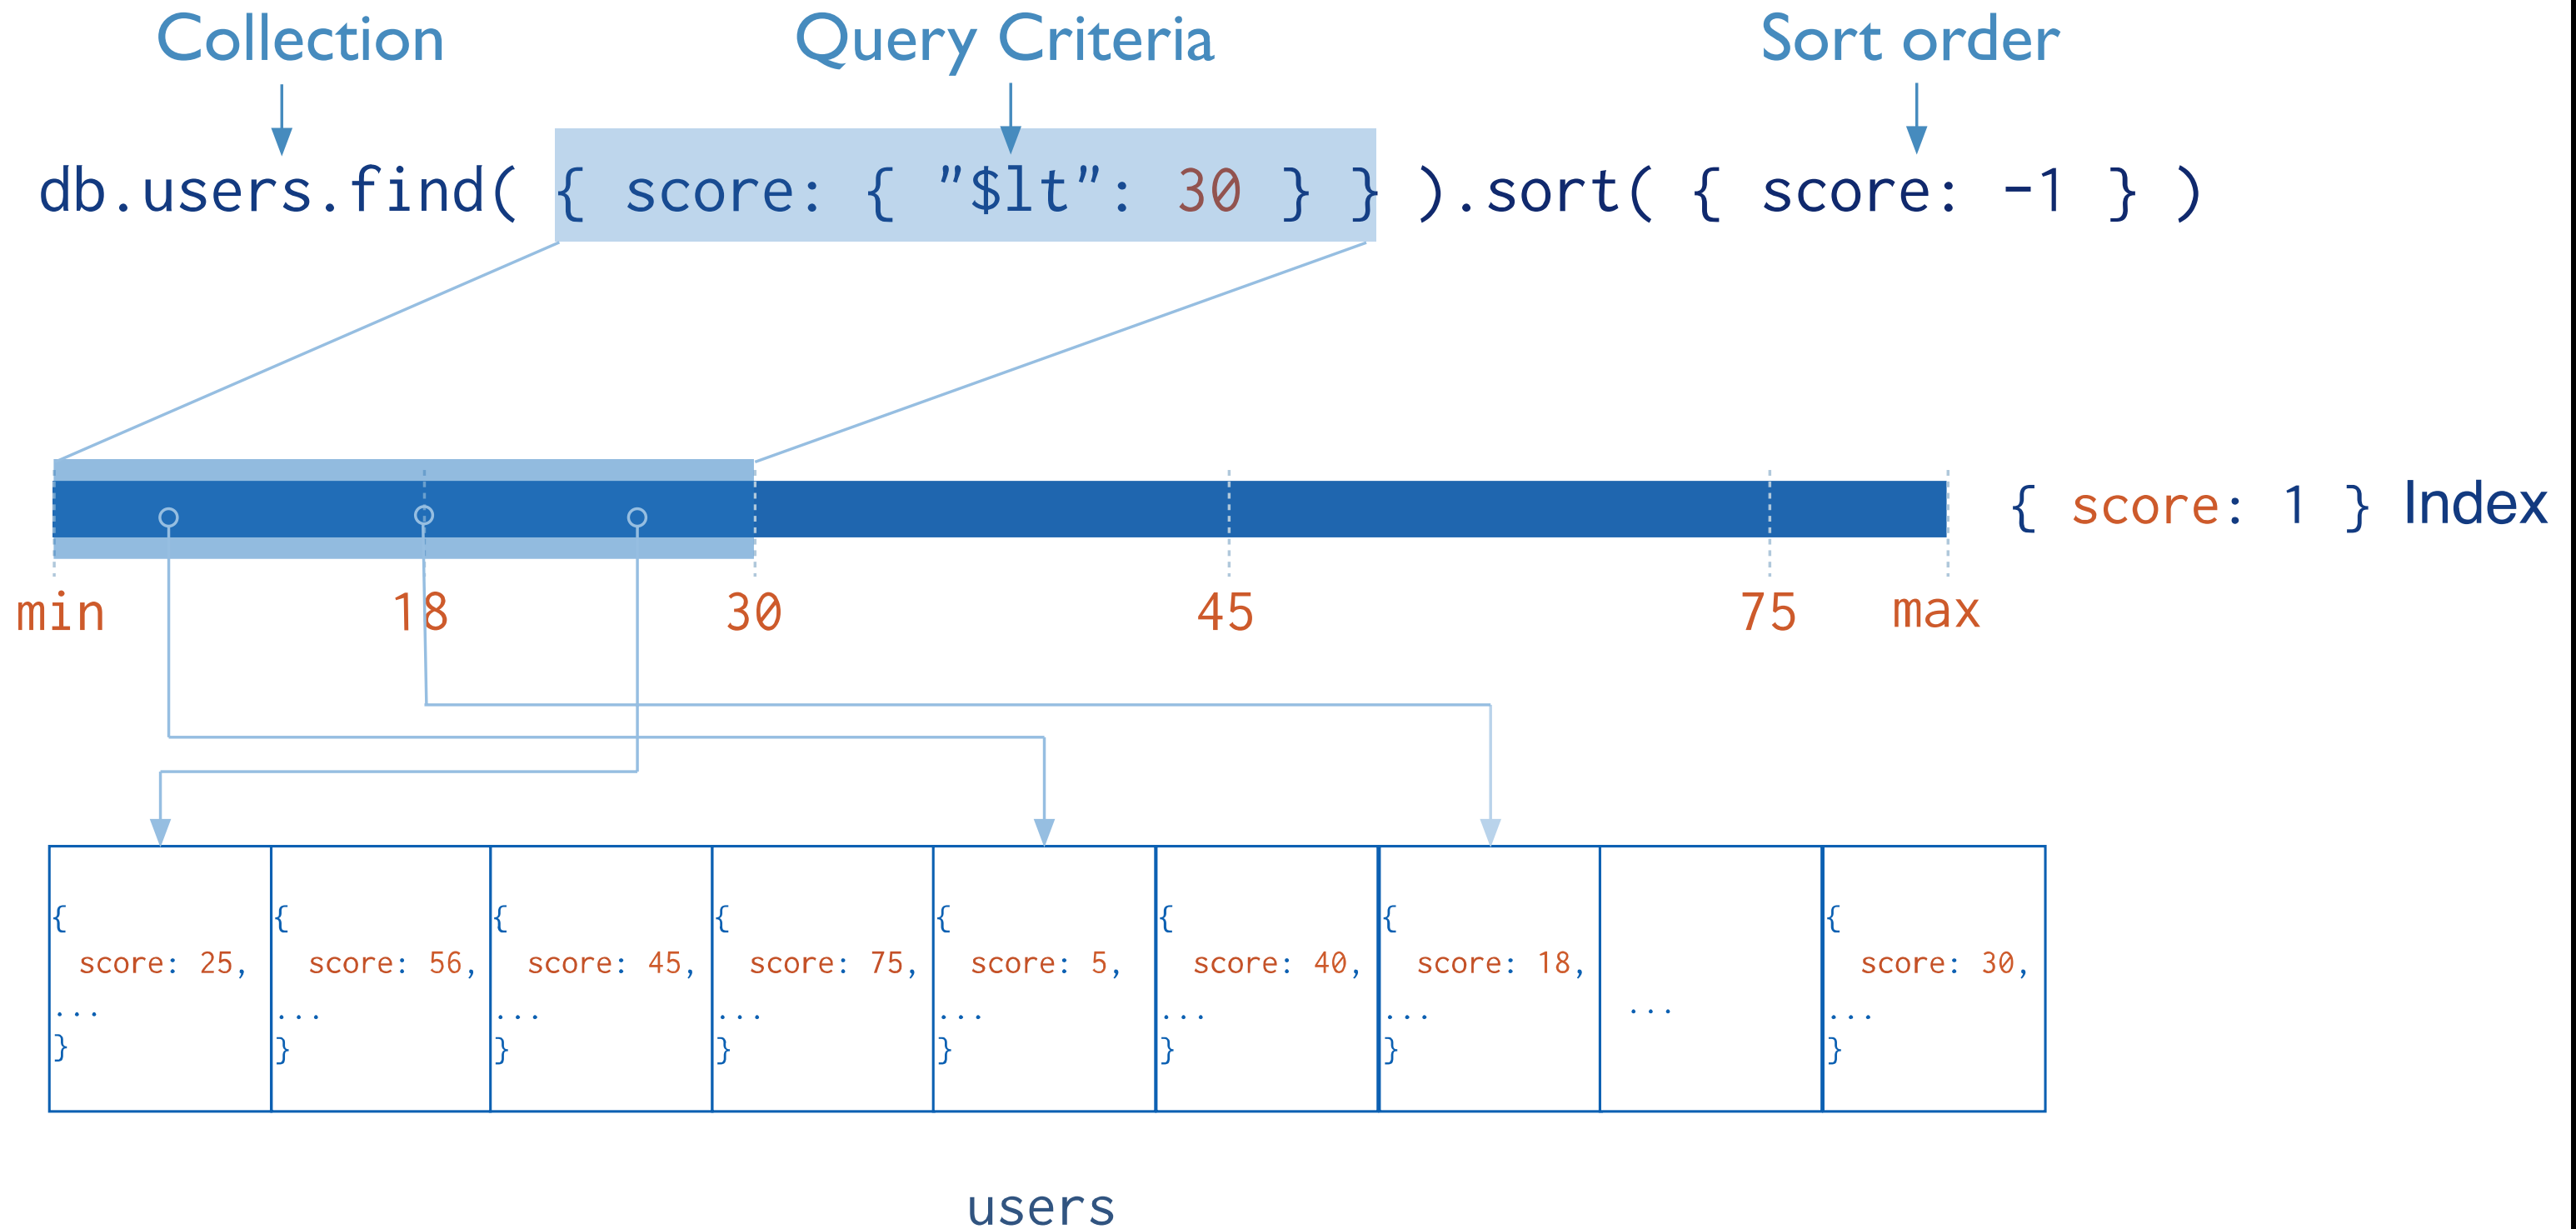 Collection Query Criteria Sort order
db.users.find( { score: { "$lt": 30 } } ).sort( { score: -1 } )
{ score: 1 } Index
min 18 30 45 75 max
{ { { { { { { {
score: 25, score: 56, score: 45, score: 75, score: 5, score: 40, score: 18, score: 30,
... ... ... ... ... ... ... ... ...
} } } } } } } }
users